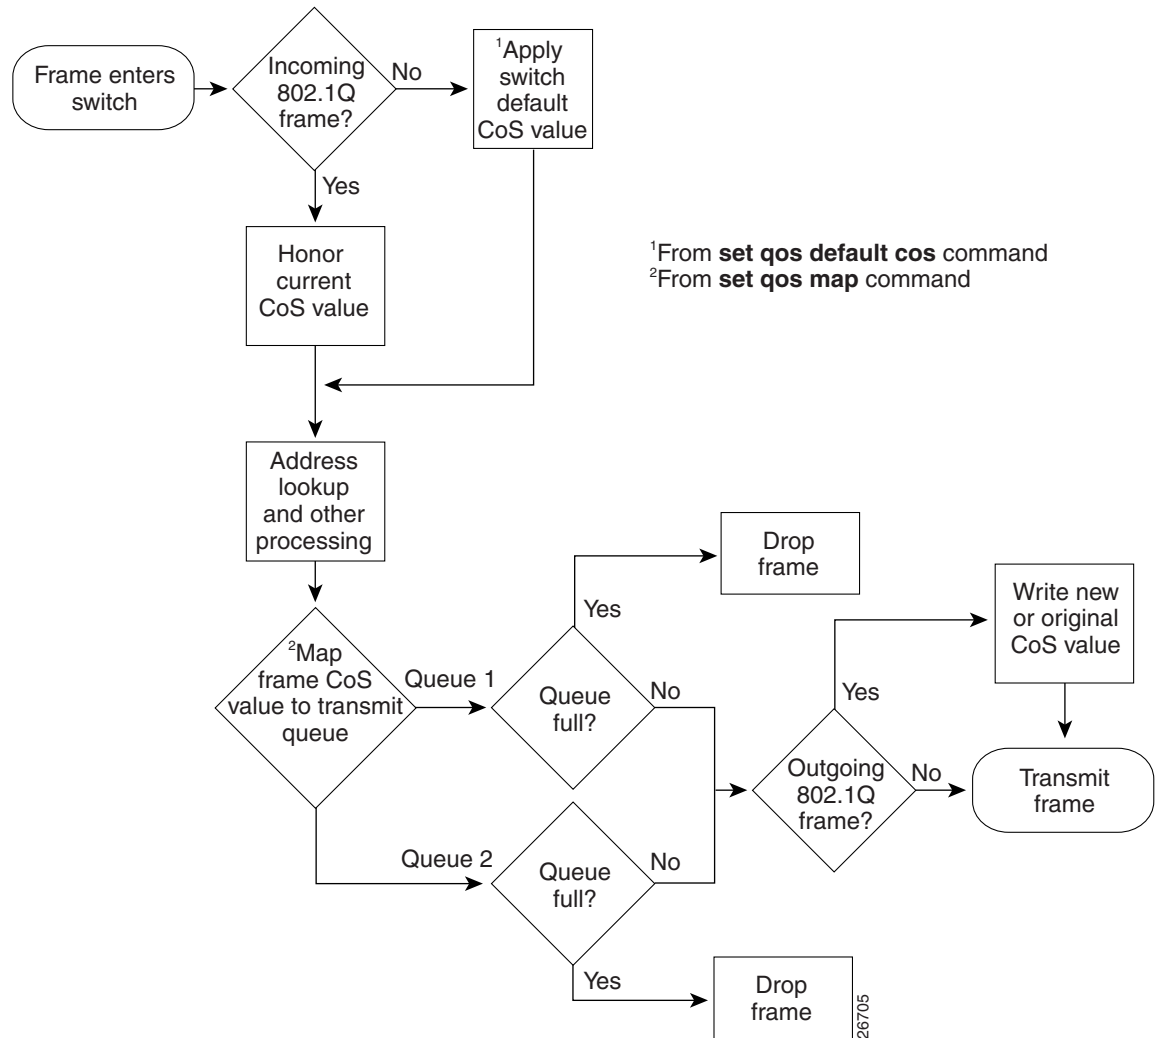 Frame enters
switch
Incoming
802.1Q
frame?
No
¹Apply
switch
default
CoS value
Yes
Honor
current
CoS value
¹From set qos default cos command
²From set qos map command
Address
lookup
and other
processing
Drop
frame
Yes
Write new
or original
CoS value
²Map
frame CoS
value to transmit
queue
Queue 1
Queue
full?
No
Yes
Outgoing
802.1Q
frame?
No
Transmit
frame
Queue 2
Queue
full?
No
Yes
Drop
frame
26705